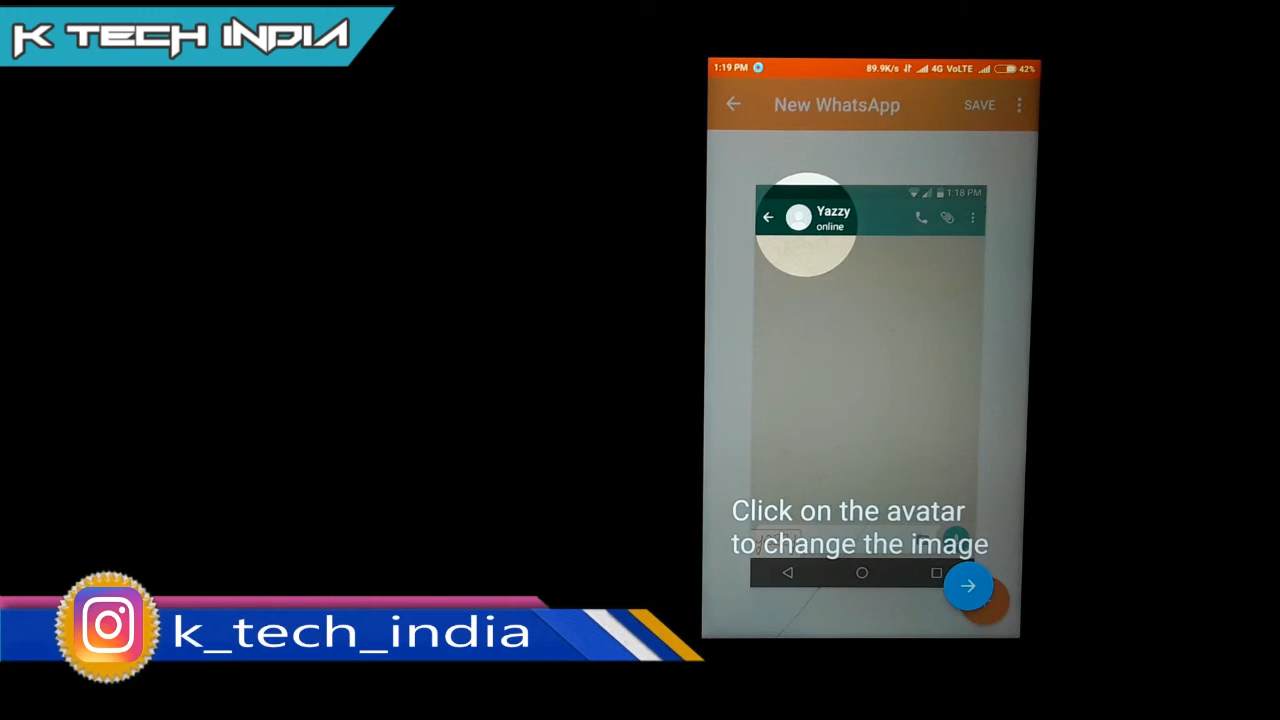 K TECH INDIA
1:19 PM 89.9K/s 4G VoLTE 42%
New WhatsApp SAVE
1:18 PM
Yazzy
online
Click on the avatar
to change the image
k_tech_india